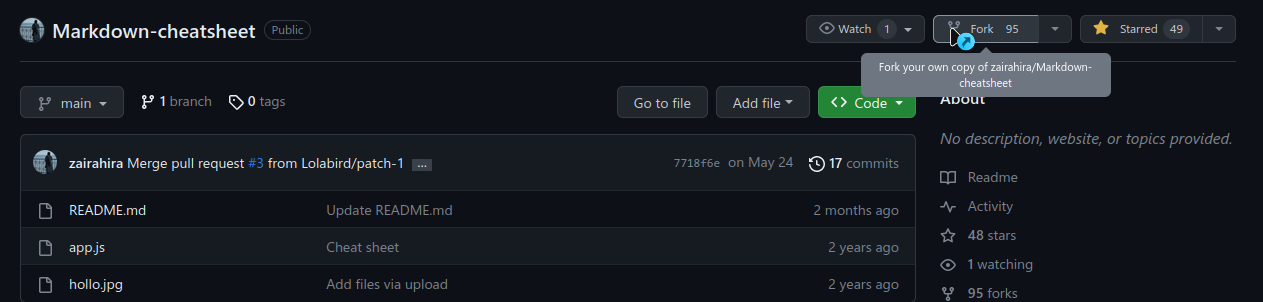 Markdown-cheatsheet Public Watch 1 Fork 95 Starred 49
Fork your own copy of zairahira/Markdown-
cheatsheet
main 1 branch 0 tags Go to file Add file Code
About
No description, website, or topics provided.
zairahira Merge pull request #3 from Lolabird/patch-1 ... 7718f6e on May 24 17 commits
Readme
README.md Update README.md 2 months ago
Activity
48 stars
app.js Cheat sheet 2 years ago
1 watching
hollo.jpg Add files via upload 2 years ago
95 forks